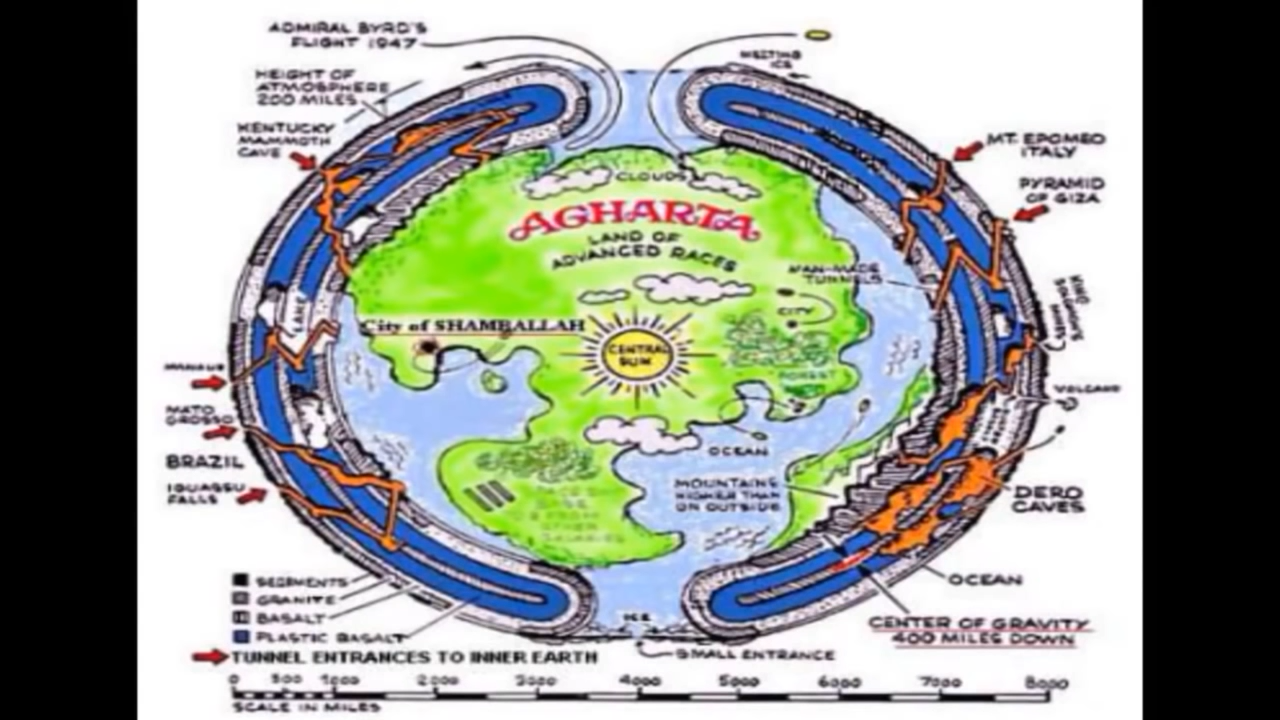 ADMIRAL BYRD'S
FLIGHT 1947
MELTING
ICE
HEIGHT OF
ATMOSPHERE
200 MILES
KENTUCKY
MAMMOTH
CAVE
MT. EPOMEO
ITALY
PYRAMID
OF GIZA
CLOUDS
AGHARTA
LAND OF
ADVANCED RACES
MAN-MADE
TUNNELS
CITY
City of SHAMBALLAH
CENTRAL
SUN
LAKE
FOREST
MANAUS
VOLCANO
MATO
GROSSO
BRAZIL
IGUASSU
FALLS
OCEAN
MOUNTAINS
HIGHER THAN
ON OUTSIDE
DERO
CAVES
OCEAN
CENTER OF GRAVITY
400 MILES DOWN
SEGMENTS
GRANITE
BASALT
PLASTIC BASALT
ICE
SMALL ENTRANCE
TUNNEL ENTRANCES TO INNER EARTH
0 500 1000 2000 3000 4000 5000 6000 7000 8000
SCALE IN MILES